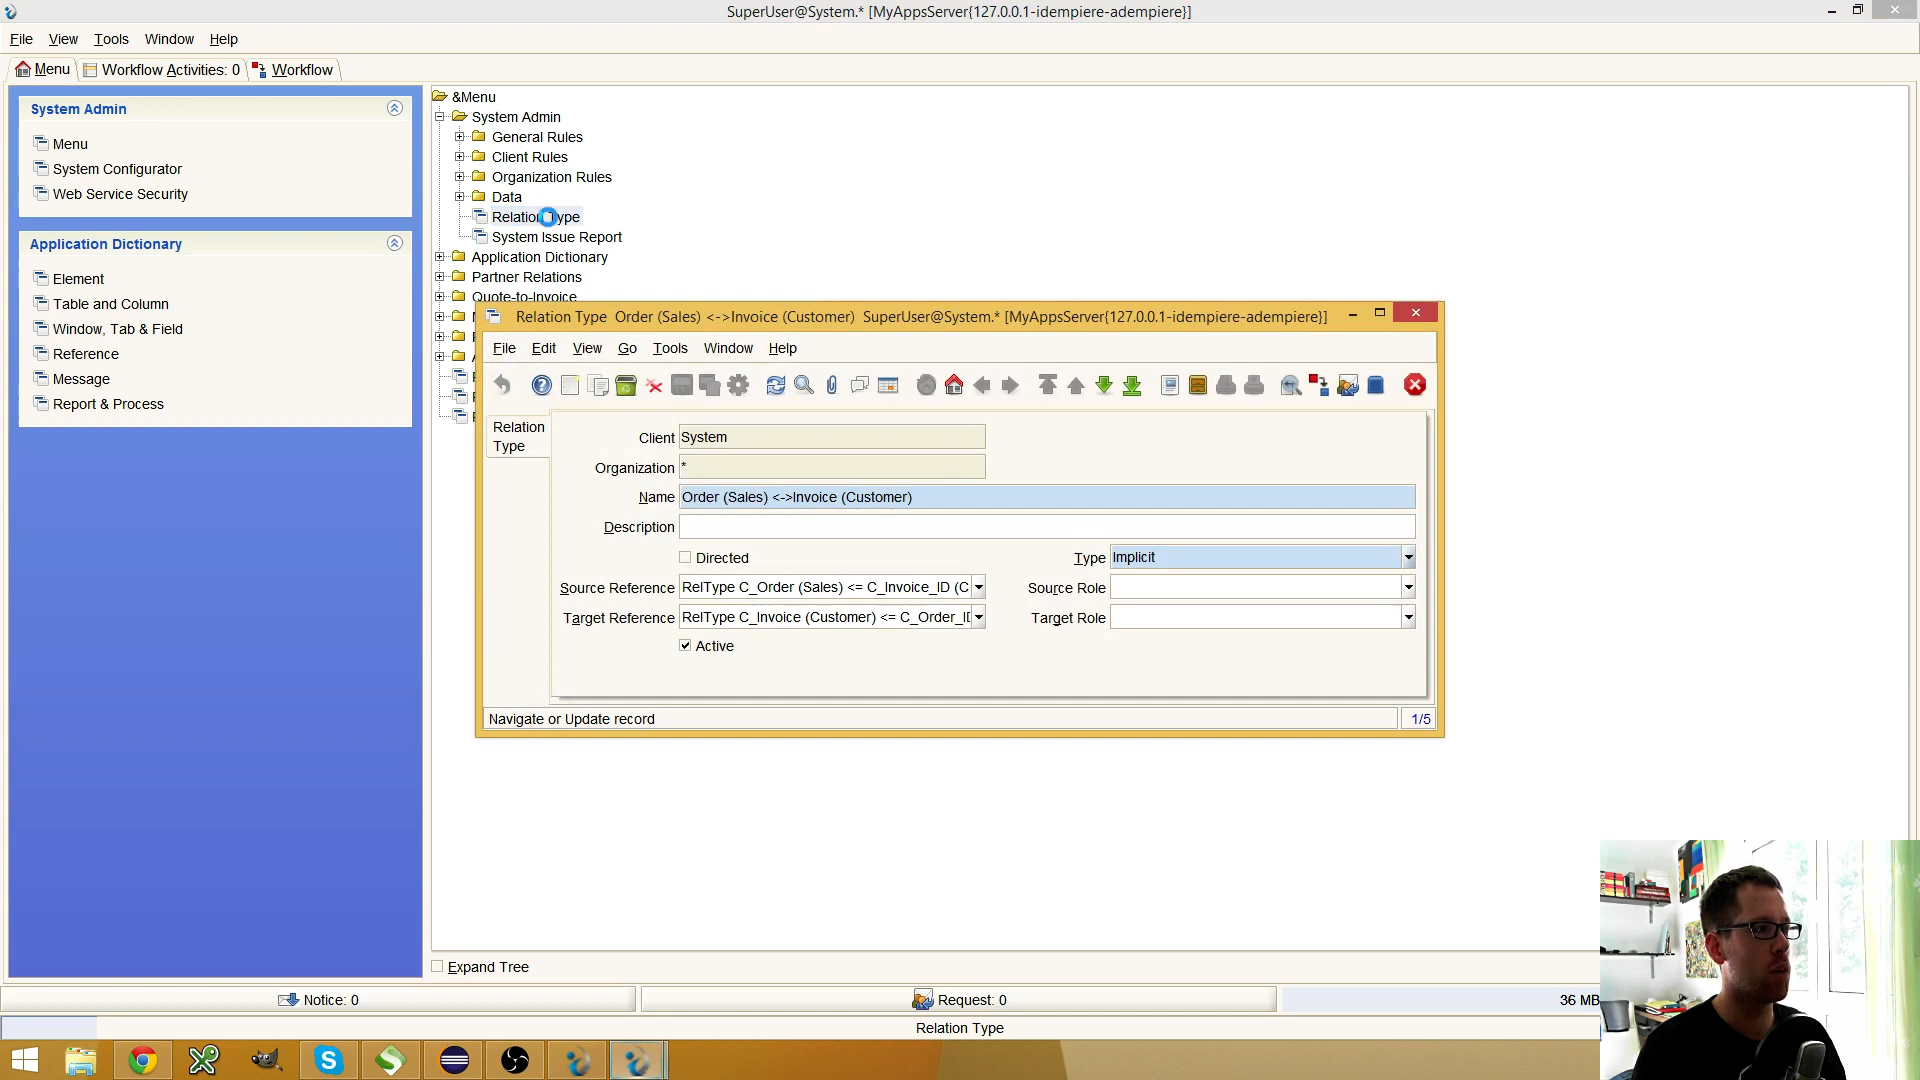 SuperUser@System.* [MyAppsServer{127.0.0.1-idempiere-adempiere}]
File View Tools Window Help
Menu Workflow Activities: 0 Workflow
System Admin
Menu
System Configurator
Web Service Security
Application Dictionary
Element
Table and Column
Window, Tab & Field
Reference
Message
Report & Process
&Menu
System Admin
General Rules
Client Rules
Organization Rules
Data
Relation Type
System Issue Report
Application Dictionary
Partner Relations
Quote-to-Invoice
Relation Type Order (Sales) <->Invoice (Customer) SuperUser@System.* [MyAppsServer{127.0.0.1-idempiere-adempiere}]
File Edit View Go Tools Window Help
Relation
Type
Client System
Organization *
Name Order (Sales) <->Invoice (Customer)
Description
Directed Type Implicit
Source Reference RelType C_Order (Sales) <= C_Invoice_ID (C Source Role
Target Reference RelType C_Invoice (Customer) <= C_Order_ID Target Role
Active
Navigate or Update record 1/5
Expand Tree
Notice: 0 Request: 0 36 MB
Relation Type